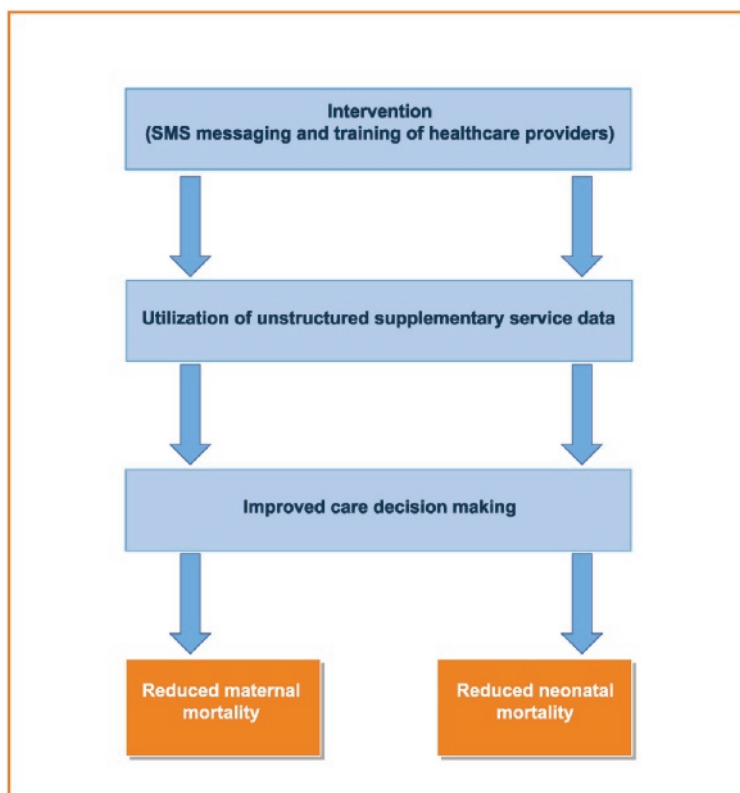 Intervention
(SMS messaging and training of healthcare providers)
Utilization of unstructured supplementary service data
Improved care decision making
Reduced maternal
mortality
Reduced neonatal
mortality